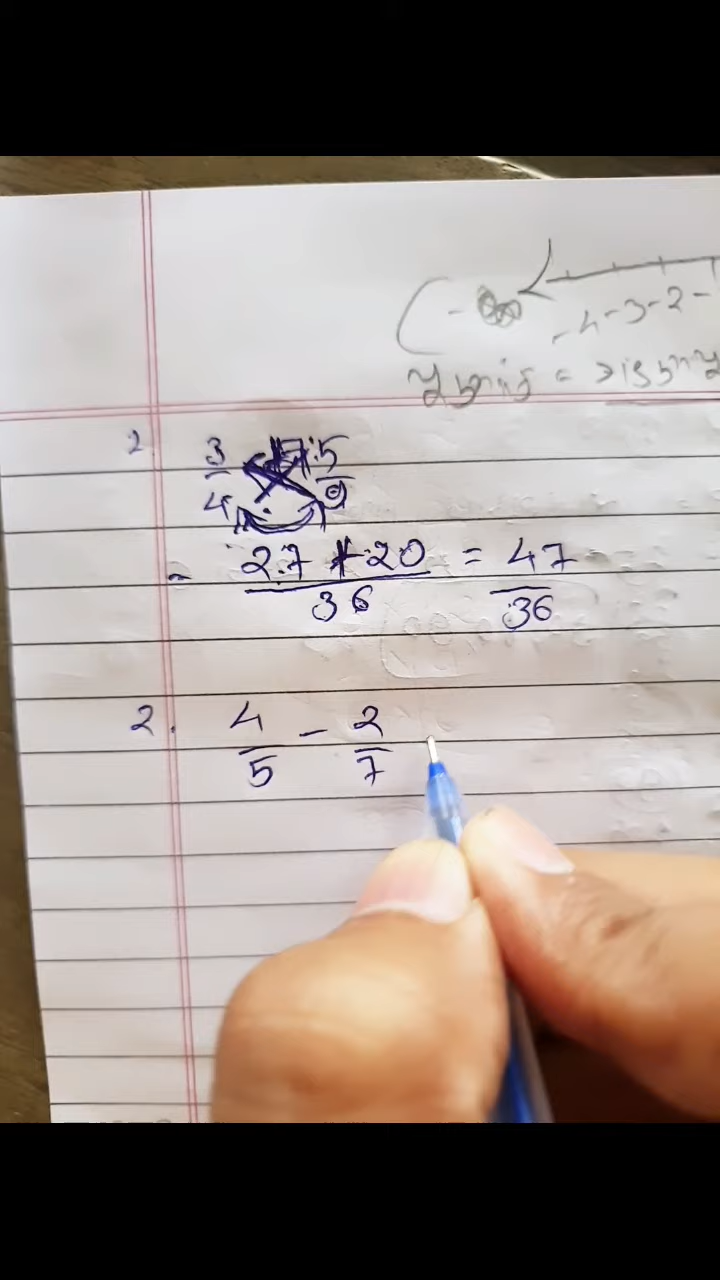 -4-3-2-
2. 3/4 + 5/9
= 27+20/36 = 47/36
2. 4/5 - 2/7